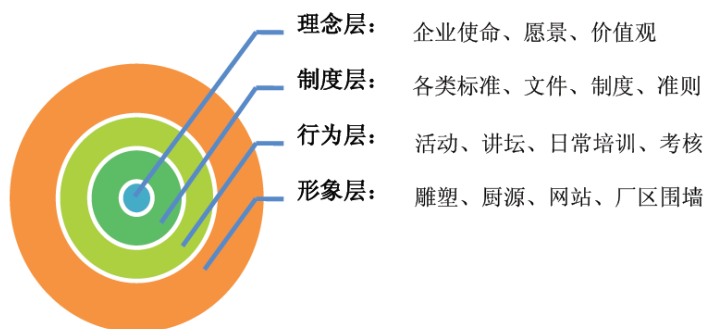 理念层： 企业使命、愿景、价值观
制度层： 各类标准、文件、制度、准则
行为层： 活动、讲坛、日常培训、考核
形象层： 雕塑、厨源、网站、厂区围墙